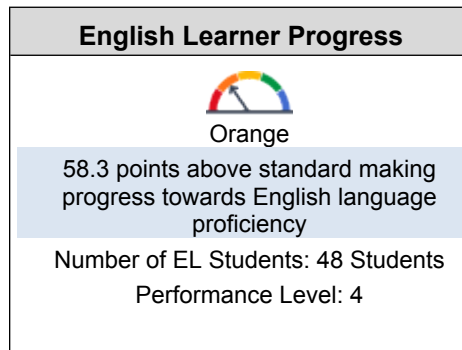 English Learner Progress
Orange
58.3 points above standard making
progress towards English language
proficiency
Number of EL Students: 48 Students
Performance Level: 4